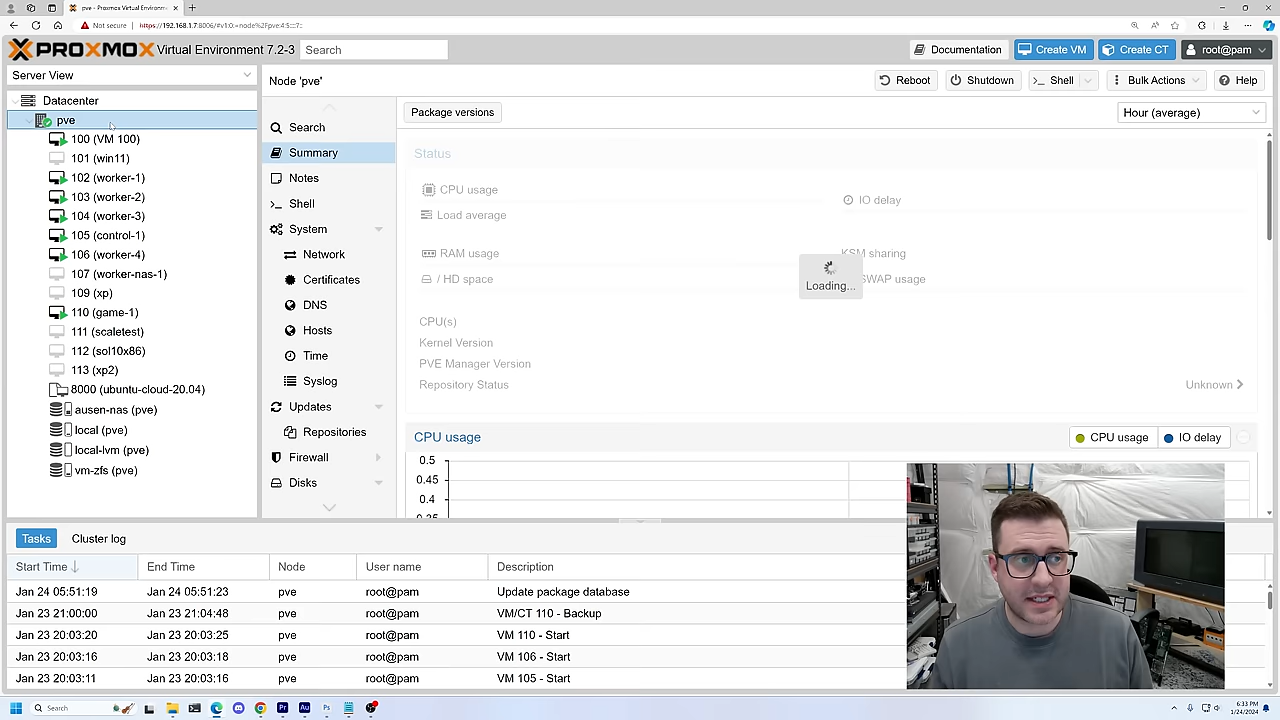 pve - Proxmox Virtual Environment
Not secure https://192.168.1.7:8006/#v1:0:=node%2Fpve:4:5::::7::
PROXMOX Virtual Environment 7.2-3 Search Documentation Create VM Create CT root@pam
Server View Node 'pve' Reboot Shutdown Shell Bulk Actions Help
Datacenter
pve
100 (VM 100)
101 (win11)
102 (worker-1)
103 (worker-2)
104 (worker-3)
105 (control-1)
106 (worker-4)
107 (worker-nas-1)
109 (xp)
110 (game-1)
111 (scaletest)
112 (sol10x86)
113 (xp2)
8000 (ubuntu-cloud-20.04)
ausen-nas (pve)
local (pve)
local-lvm (pve)
vm-zfs (pve)
Search
Summary
Notes
Shell
System
Network
Certificates
DNS
Hosts
Time
Syslog
Updates
Repositories
Firewall
Disks
Package versions Hour (average)
Status
CPU usage IO delay
Load average
RAM usage KSM sharing
/ HD space SWAP usage
Loading...
CPU(s)
Kernel Version
PVE Manager Version
Repository Status Unknown
CPU usage CPU usage IO delay
0.5
0.45
0.4
0.35
Tasks Cluster log
Start Time End Time Node User name Description
Jan 24 05:51:19 Jan 24 05:51:23 pve root@pam Update package database
Jan 23 21:00:00 Jan 23 21:04:48 pve root@pam VM/CT 110 - Backup
Jan 23 20:03:20 Jan 23 20:03:25 pve root@pam VM 110 - Start
Jan 23 20:03:16 Jan 23 20:03:18 pve root@pam VM 106 - Start
Jan 23 20:03:11 Jan 23 20:03:16 pve root@pam VM 105 - Start
Search 6:33 PM
1/24/2024